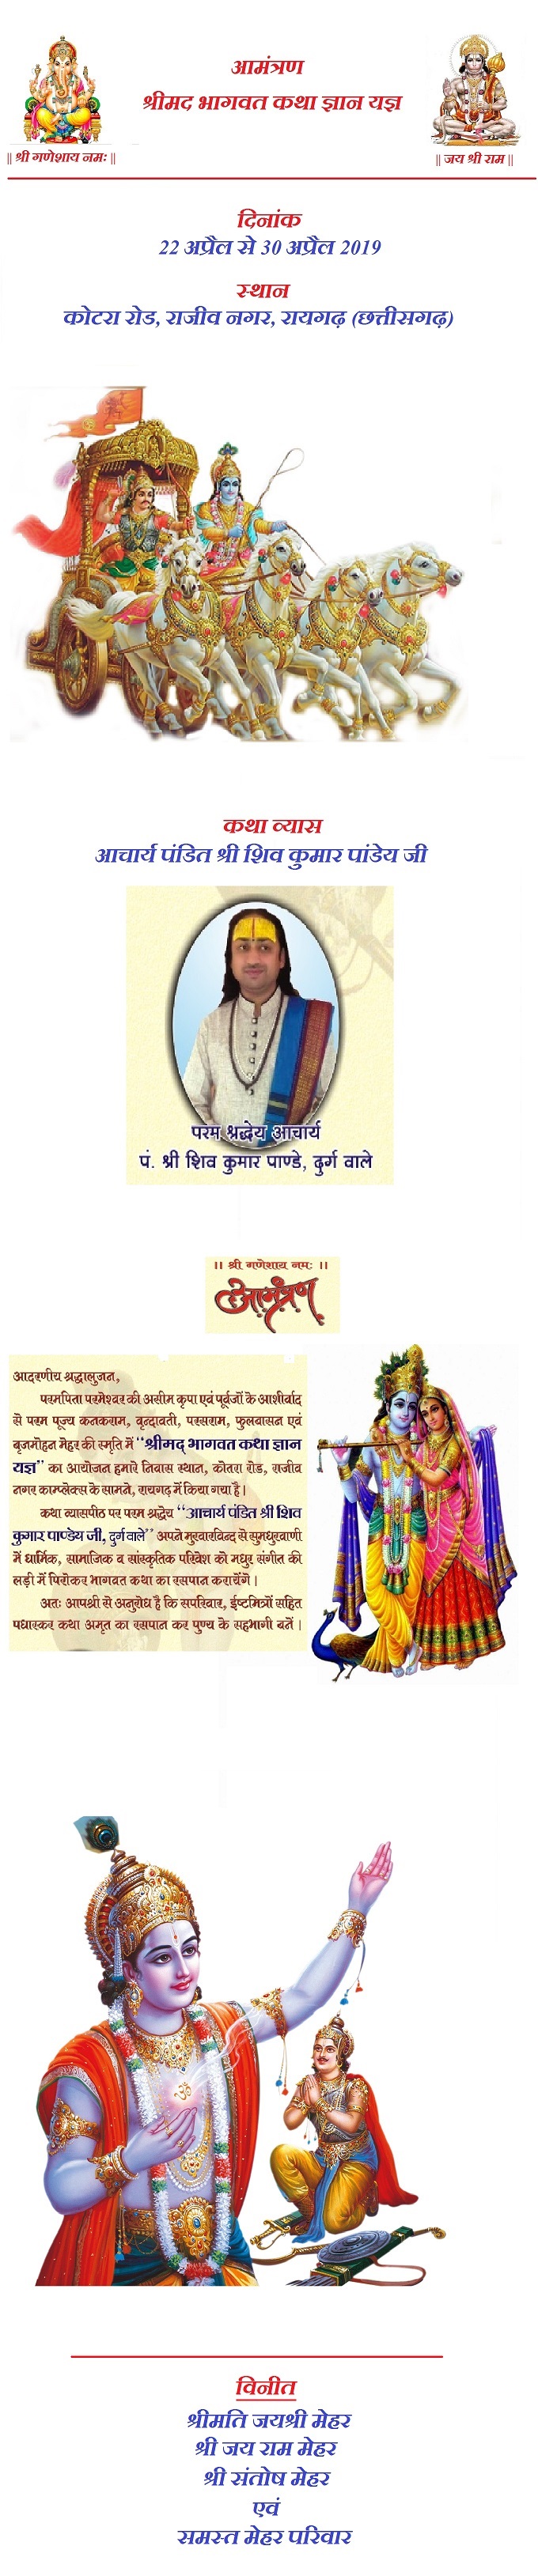 आमंत्रण
श्रीमद भागवत कथा ज्ञान यज्ञ
|| श्री गणेशाय नमः ||
|| जय श्री राम ||
दिनांक
22 अप्रैल से 30 अप्रैल 2019
स्थान
कोटरा रोड, राजीव नगर, रायगढ़ (छत्तीसगढ़)
कथा व्यास
आचार्य पंडित श्री शिव कुमार पांडेय जी
परम श्रद्धेय आचार्य
पं. श्री शिव कुमार पाण्डे, दुर्ग वाले
।। श्री गणेशाय नमः ।।
आमंत्रण
आदरणीय श्रद्धालुजन,
परमपिता परमेश्वर की असीम कृपा एवं पूर्वजों के आशीर्वाद
से परम पूज्य कनकराम, वृन्दावती, परसराम, फुलबासन एवं
बृजमोहन मेहर की स्मृति में "श्रीमद् भागवत कथा ज्ञान
यज्ञ" का आयोजन हमारे निवास स्थान, कोतरा रोड, राजीव
नगर काम्प्लेक्स के सामने, रायगढ़ में किया गया है।
कथा व्यासपीठ पर परम श्रद्धेय "आचार्य पंडित श्री शिव
कुमार पाण्डेय जी, दुर्ग वाले" अपने मुखारबिन्द से सुमधुरवाणी
में धार्मिक, सामाजिक व सांस्कृतिक परिवेश को मधुर संगीत की
लड़ी में पिरोकर भागवत कथा का रसपान करायेंगे।
अतः आपश्री से अनुरोध है कि सपरिवार, ईष्टमित्रों सहित
पधारकर कथा अमृत का रसपान कर पुण्य के सहभागी बनें।
ॐ
विनीत
श्रीमति जयश्री मेहर
श्री जय राम मेहर
श्री संतोष मेहर
एवं
समस्त मेहर परिवार